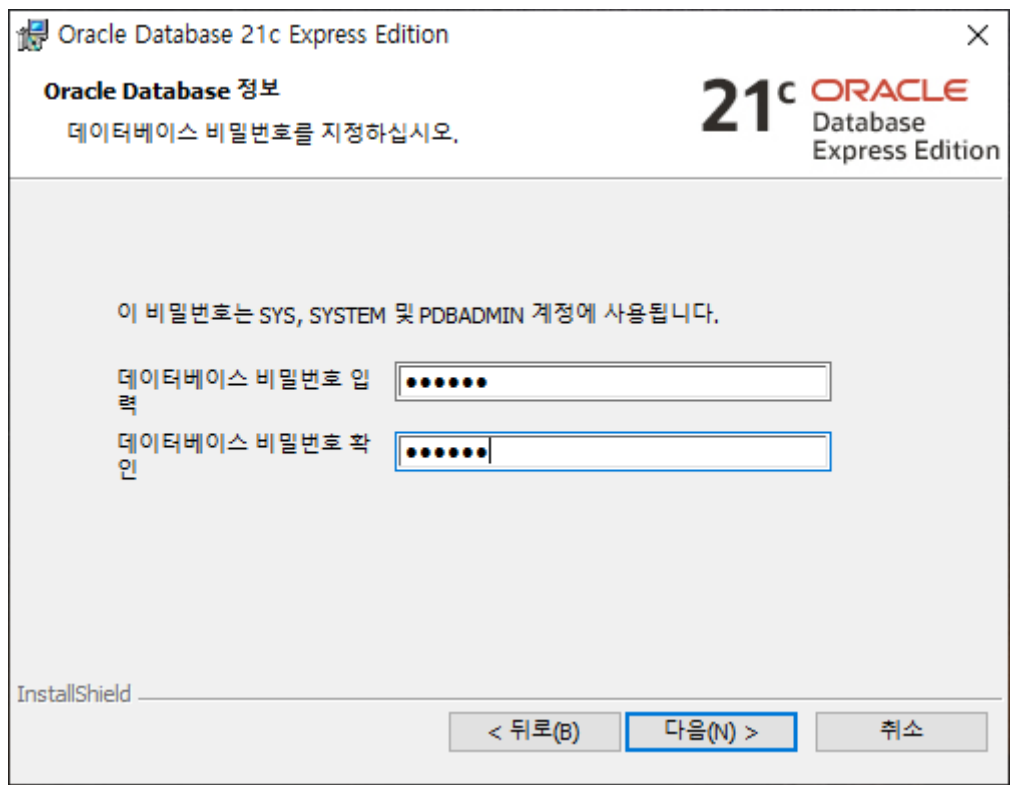 Oracle Database 21c Express Edition
Oracle Database 정보
데이터베이스 비밀번호를 지정하십시오.
21c ORACLE
Database
Express Edition
이 비밀번호는 SYS, SYSTEM 및 PDBADMIN 계정에 사용됩니다.
데이터베이스 비밀번호 입
력
●●●●●●
데이터베이스 비밀번호 확
인
●●●●●●
InstallShield
< 뒤로(B)
다음(N) >
취소